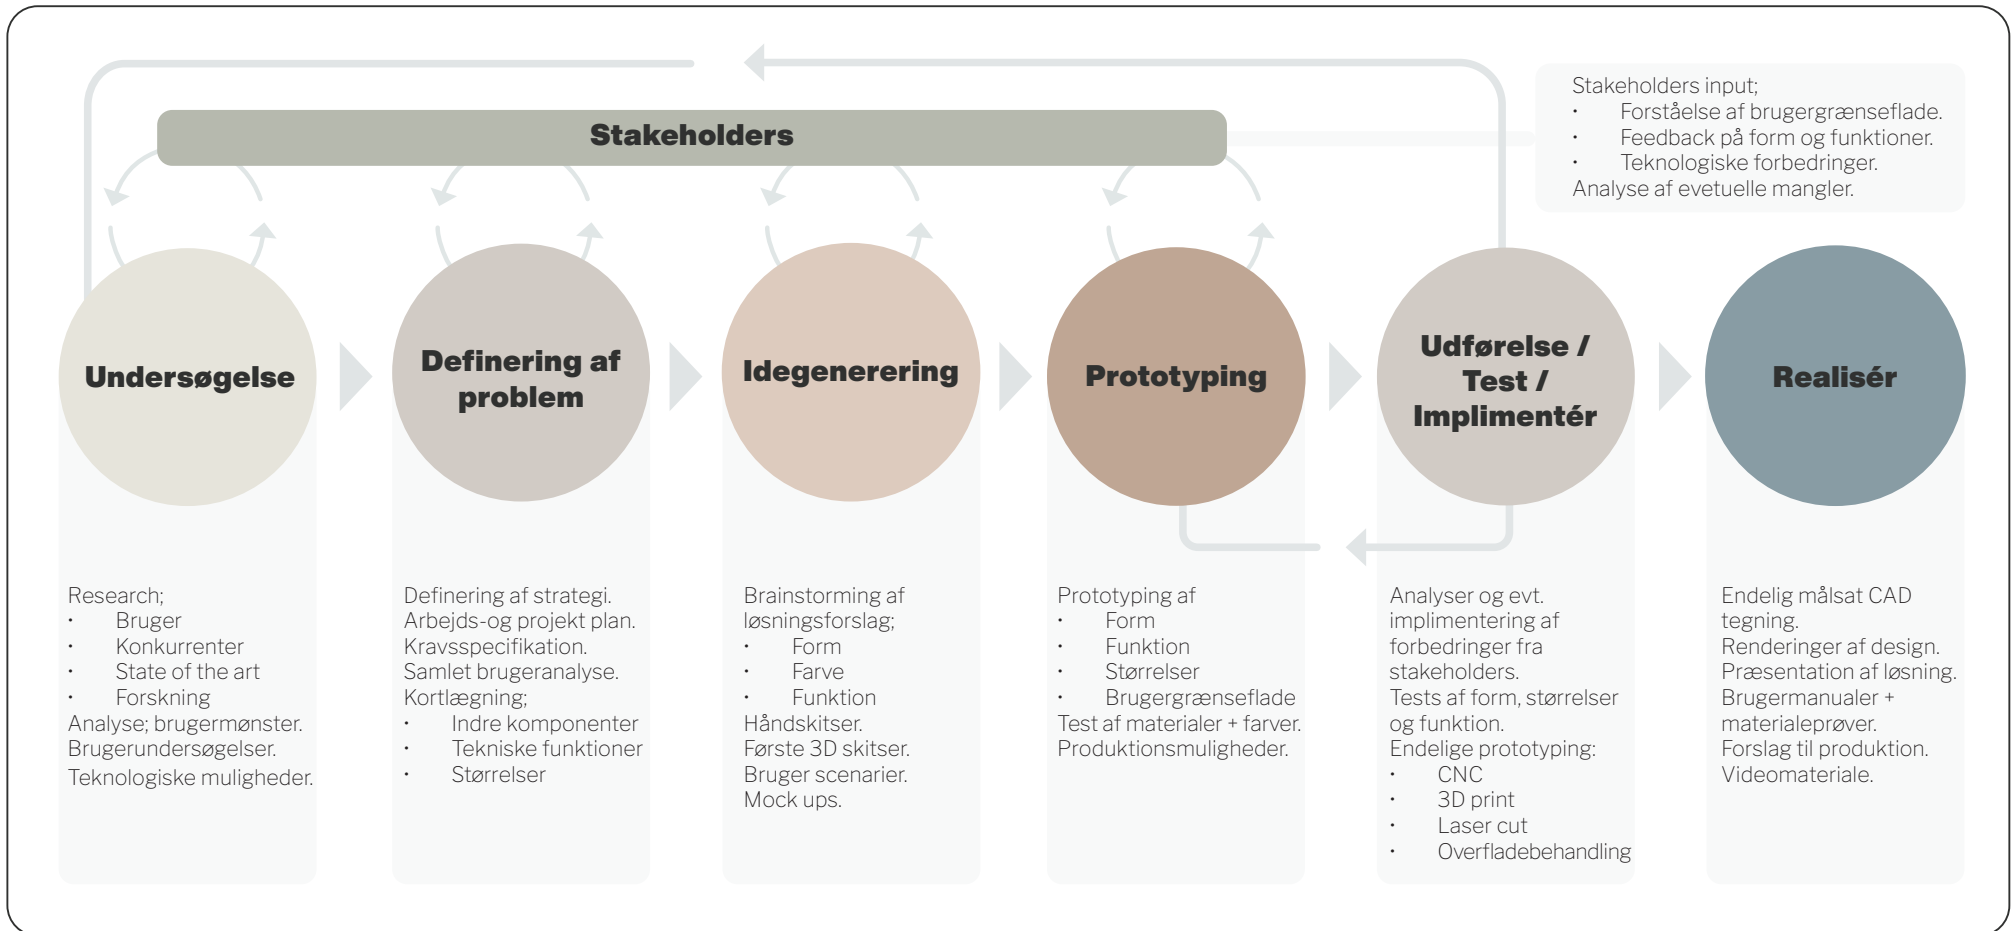 Stakeholders
Stakeholders input;
• Forståelse af brugergrænseflade.
• Feedback på form og funktioner.
• Teknologiske forbedringer.
Analyse af evetuelle mangler.
Undersøgelse
Definering af
problem
Idegenerering
Prototyping
Udførelse /
Test /
Implimentér
Realisér
Research;
• Bruger
• Konkurrenter
• State of the art
• Forskning
Analyse; brugermønster.
Brugerundersøgelser.
Teknologiske muligheder.
Definering af strategi.
Arbejds-og projekt plan.
Kravsspecifikation.
Samlet brugeranalyse.
Kortlægning;
• Indre komponenter
• Tekniske funktioner
• Størrelser
Brainstorming af
løsningsforslag;
• Form
• Farve
• Funktion
Håndskitser.
Første 3D skitser.
Bruger scenarier.
Mock ups.
Prototyping af
• Form
• Funktion
• Størrelser
• Brugergrænseflade
Test af materialer + farver.
Produktionsmuligheder.
Analyser og evt.
implimentering af
forbedringer fra
stakeholders.
Tests af form, størrelser
og funktion.
Endelige prototyping:
• CNC
• 3D print
• Laser cut
• Overfladebehandling
Endelig målsat CAD
tegning.
Renderinger af design.
Præsentation af løsning.
Brugermanualer +
materialeprøver.
Forslag til produktion.
Videomateriale.